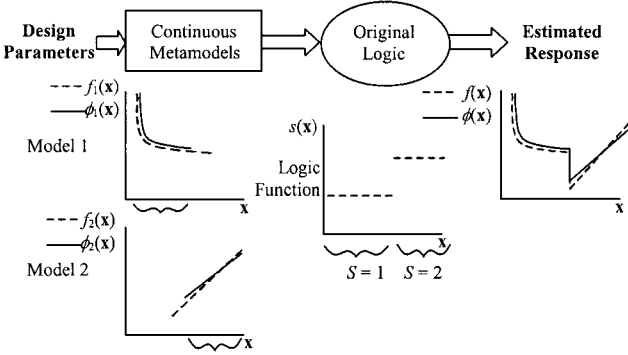 Design Parameters
Continuous Metamodels
Original Logic
Estimated Response
f₁(x)
ϕ₁(x)
Model 1
x
f₂(x)
ϕ₂(x)
Model 2
x
s(x)
Logic Function
x
S = 1
S = 2
f(x)
ϕ(x)
x